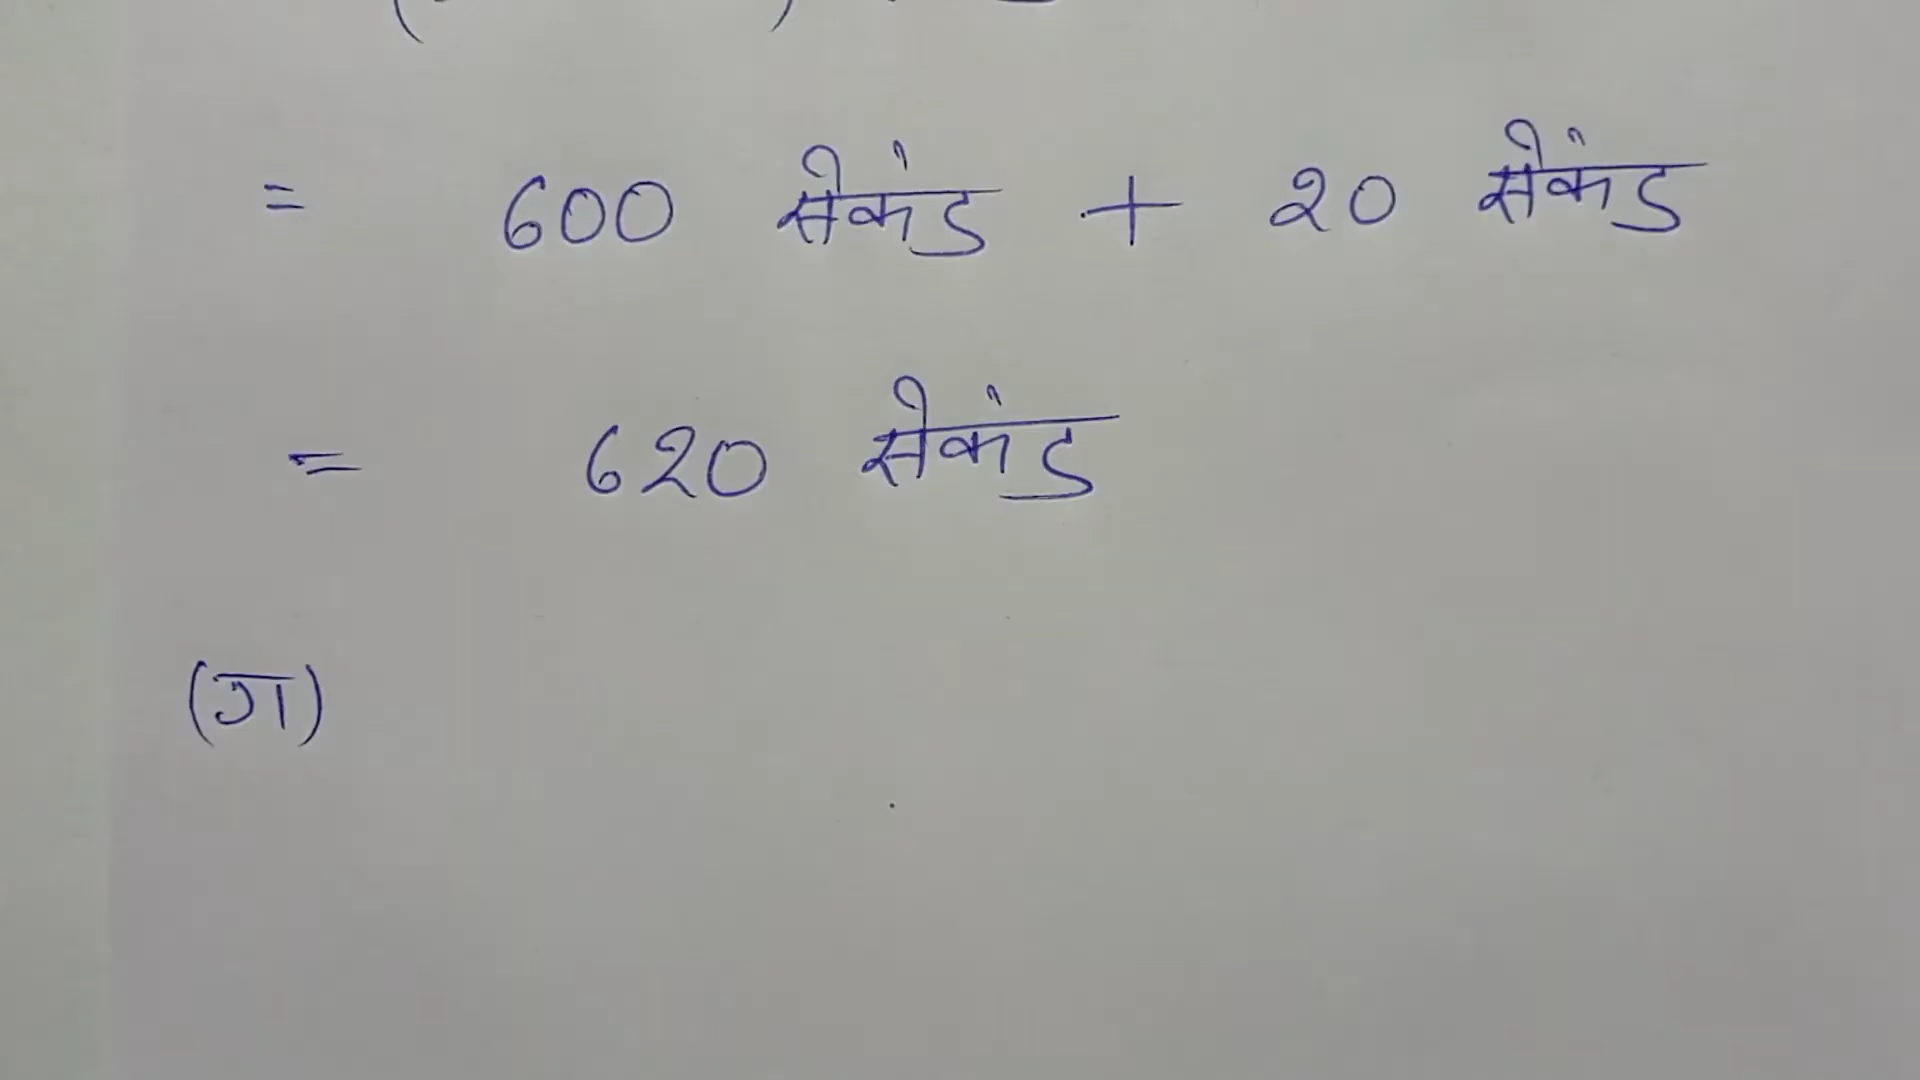 = 600 सेकंड + 20 सेकंड
= 620 सेकंड
(ग)